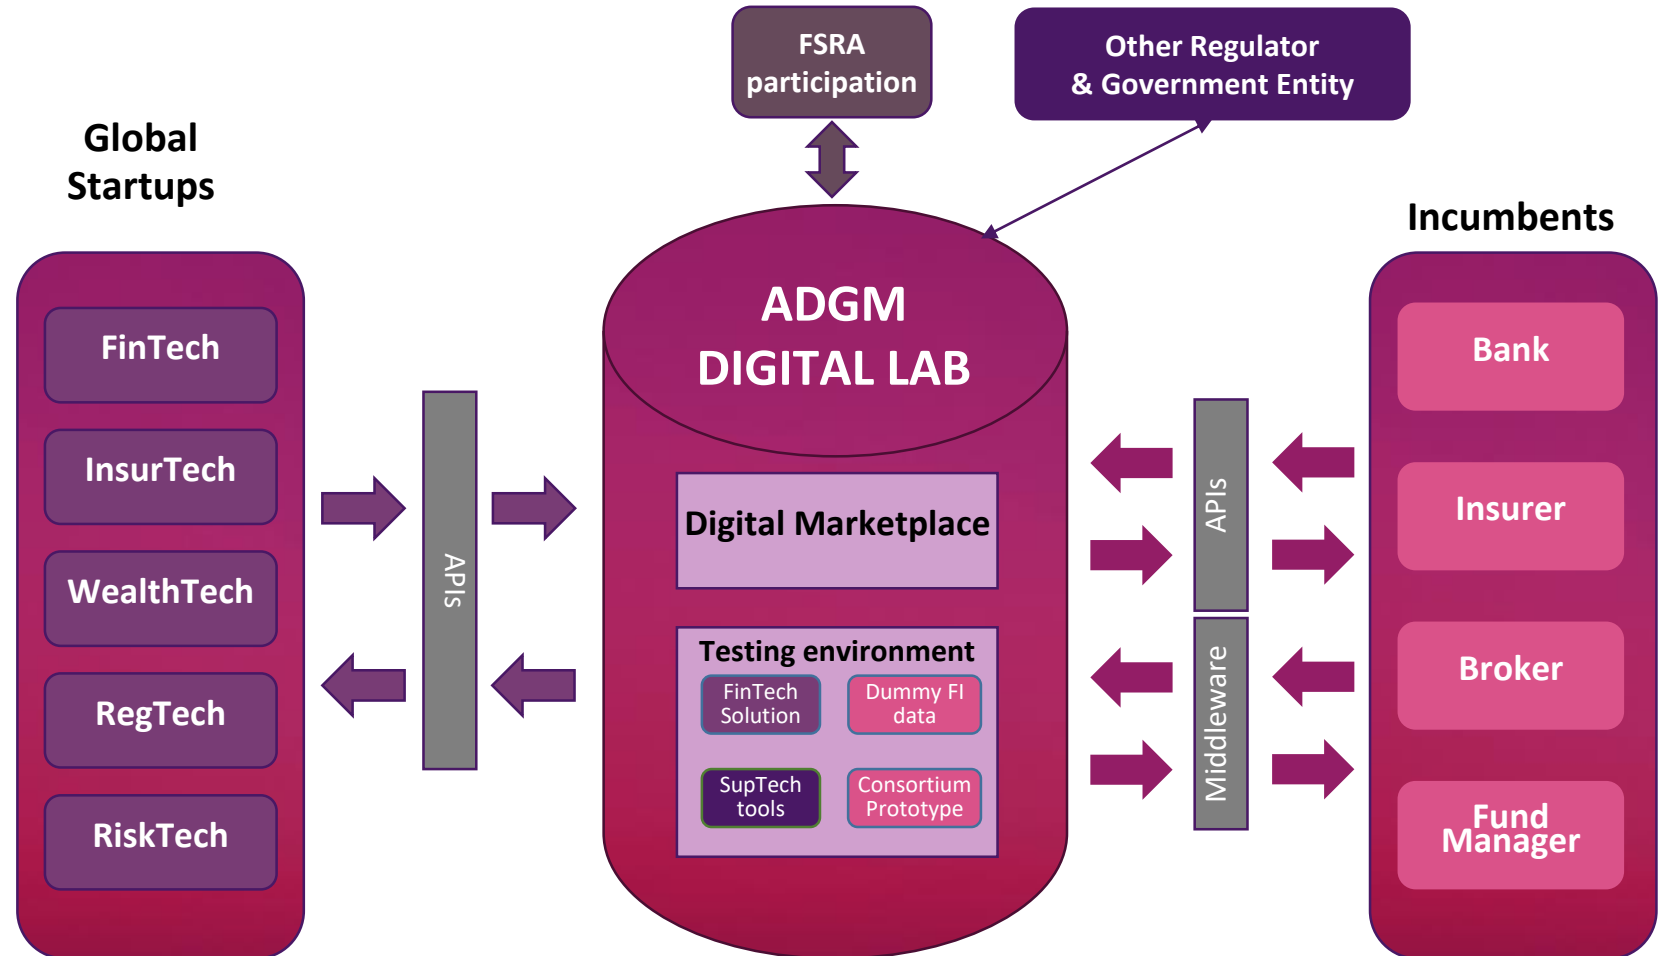 FSRA
participation
Other Regulator
& Government Entity
Global
Startups
Incumbents
FinTech
InsurTech
WealthTech
RegTech
RiskTech
APIs
ADGM
DIGITAL LAB
Digital Marketplace
Testing environment
FinTech
Solution
Dummy FI
data
SupTech
tools
Consortium
Prototype
APIs
Middleware
Bank
Insurer
Broker
Fund
Manager